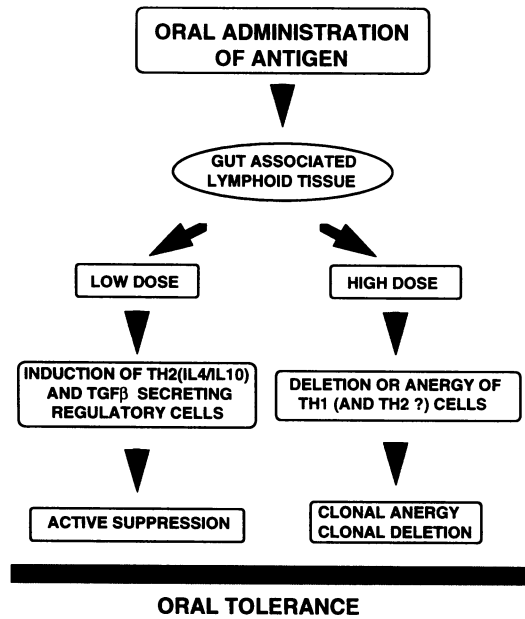 ORAL ADMINISTRATION
OF ANTIGEN
GUT ASSOCIATED
LYMPHOID TISSUE
LOW DOSE
HIGH DOSE
INDUCTION OF TH2(IL4/IL10)
AND TGFβ SECRETING
REGULATORY CELLS
DELETION OR ANERGY OF
TH1 (AND TH2 ?) CELLS
ACTIVE SUPPRESSION
CLONAL ANERGY
CLONAL DELETION
ORAL TOLERANCE